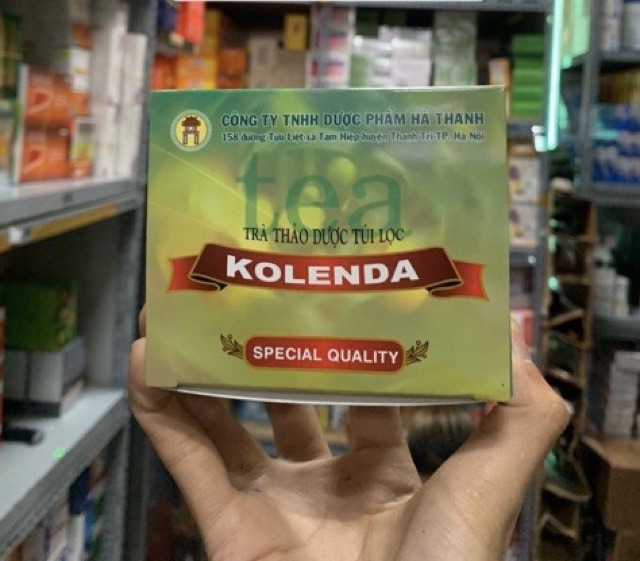 CÔNG TY TNHH DƯỢC PHẨM HÀ THÀNH
158 đường Tựu Liệt-xã Tam Hiệp-huyện Thanh Trì-TP. Hà Nội
tea
TRÀ THẢO DƯỢC TÚI LỌC
KOLENDA
SPECIAL QUALITY